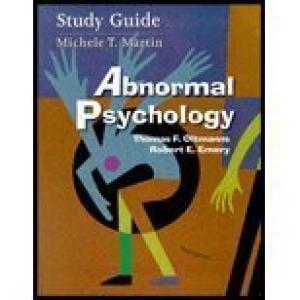 Study Guide
Michele T. Martin
Abnormal
Psychology
Thomas F. Oltmanns
Robert E. Emery